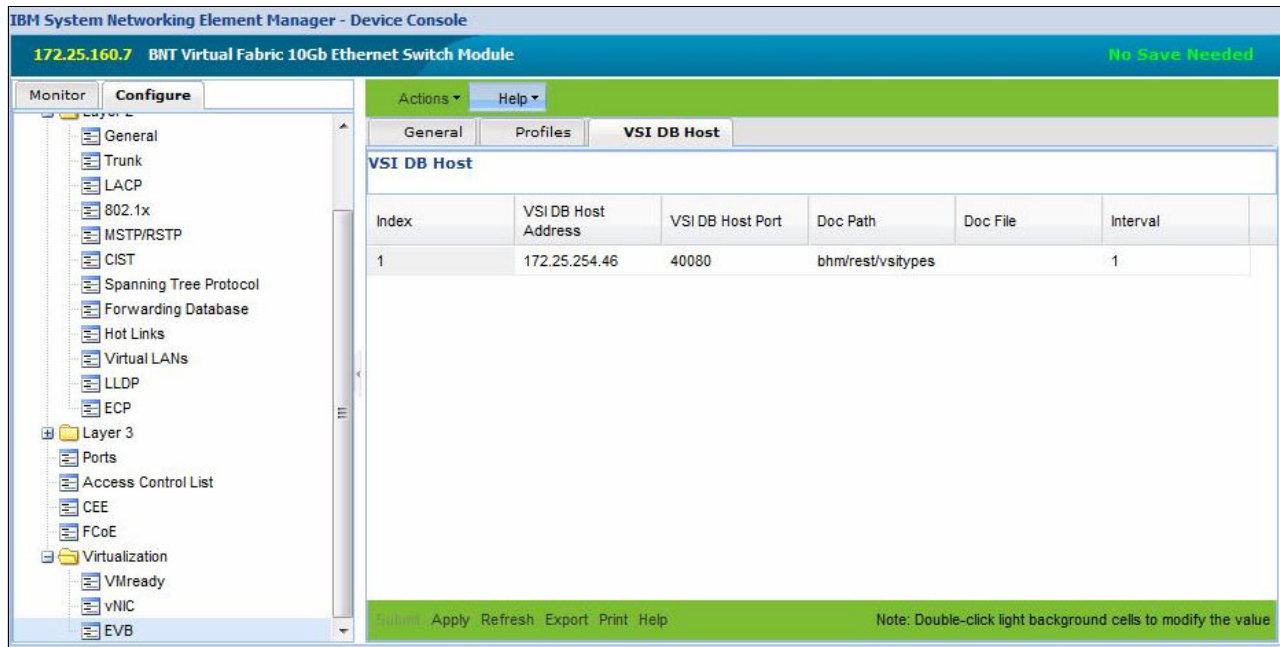 IBM System Networking Element Manager - Device Console
172.25.160.7 BNT Virtual Fabric 10Gb Ethernet Switch Module
No Save Needed
Monitor
Configure
Layer 2
General
Trunk
LACP
802.1x
MSTP/RSTP
CIST
Spanning Tree Protocol
Forwarding Database
Hot Links
Virtual LANs
LLDP
ECP
Layer 3
Ports
Access Control List
CEE
FCoE
Virtualization
VMready
vNIC
EVB
Actions
Help
General
Profiles
VSI DB Host
VSI DB Host
Index
VSI DB Host
Address
VSI DB Host Port
Doc Path
Doc File
Interval
1
172.25.254.46
40080
bhm/rest/vsitypes
1
Submit Apply Refresh Export Print Help
Note: Double-click light background cells to modify the value